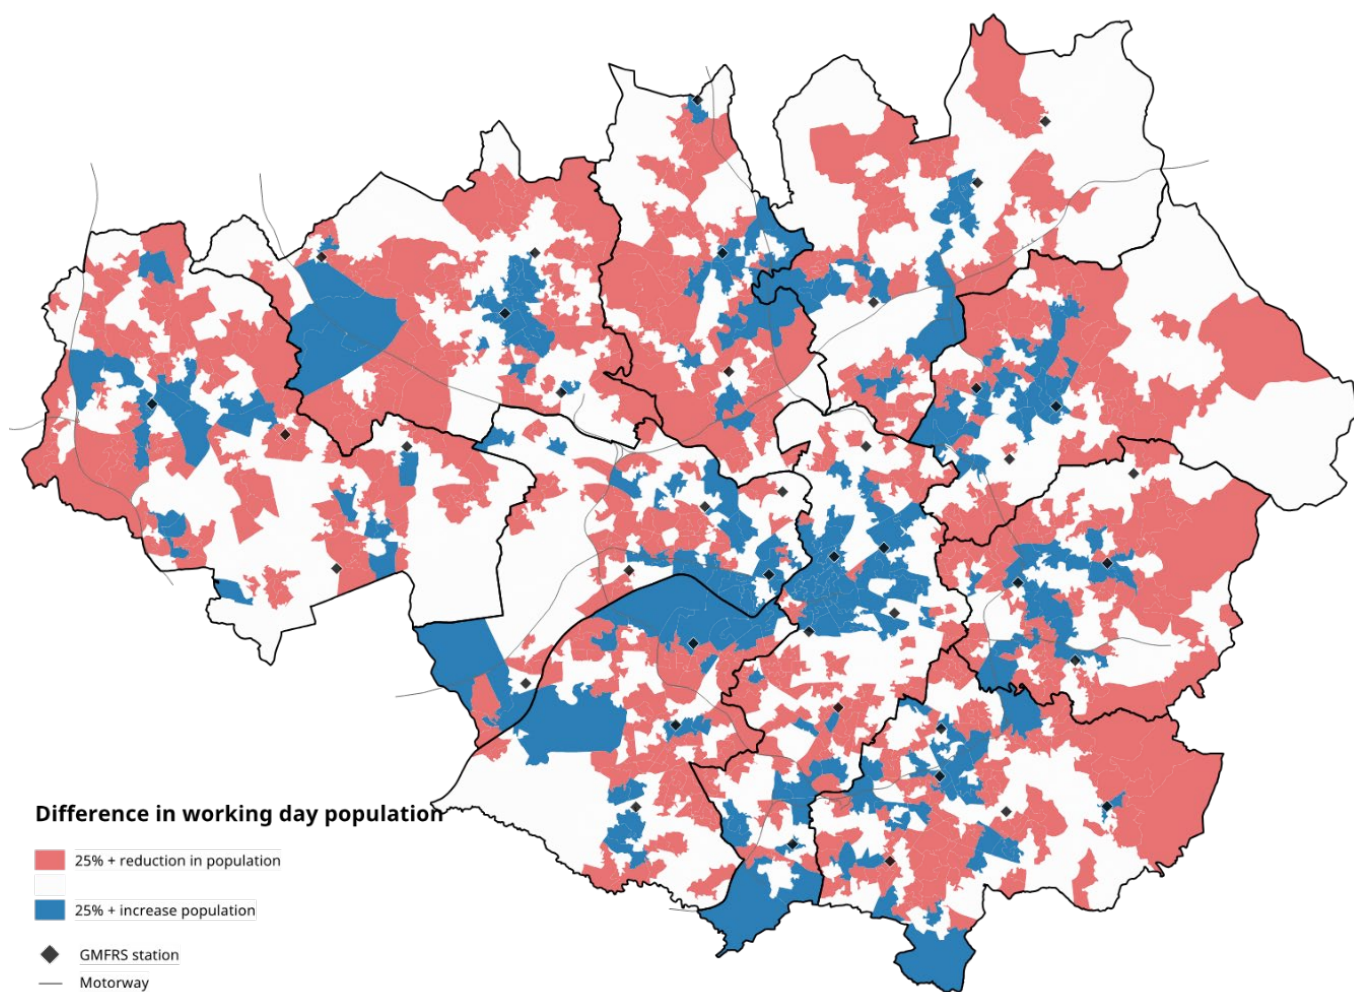 Difference in working day population
25% + reduction in population
25% + increase population
GMFRS station
Motorway